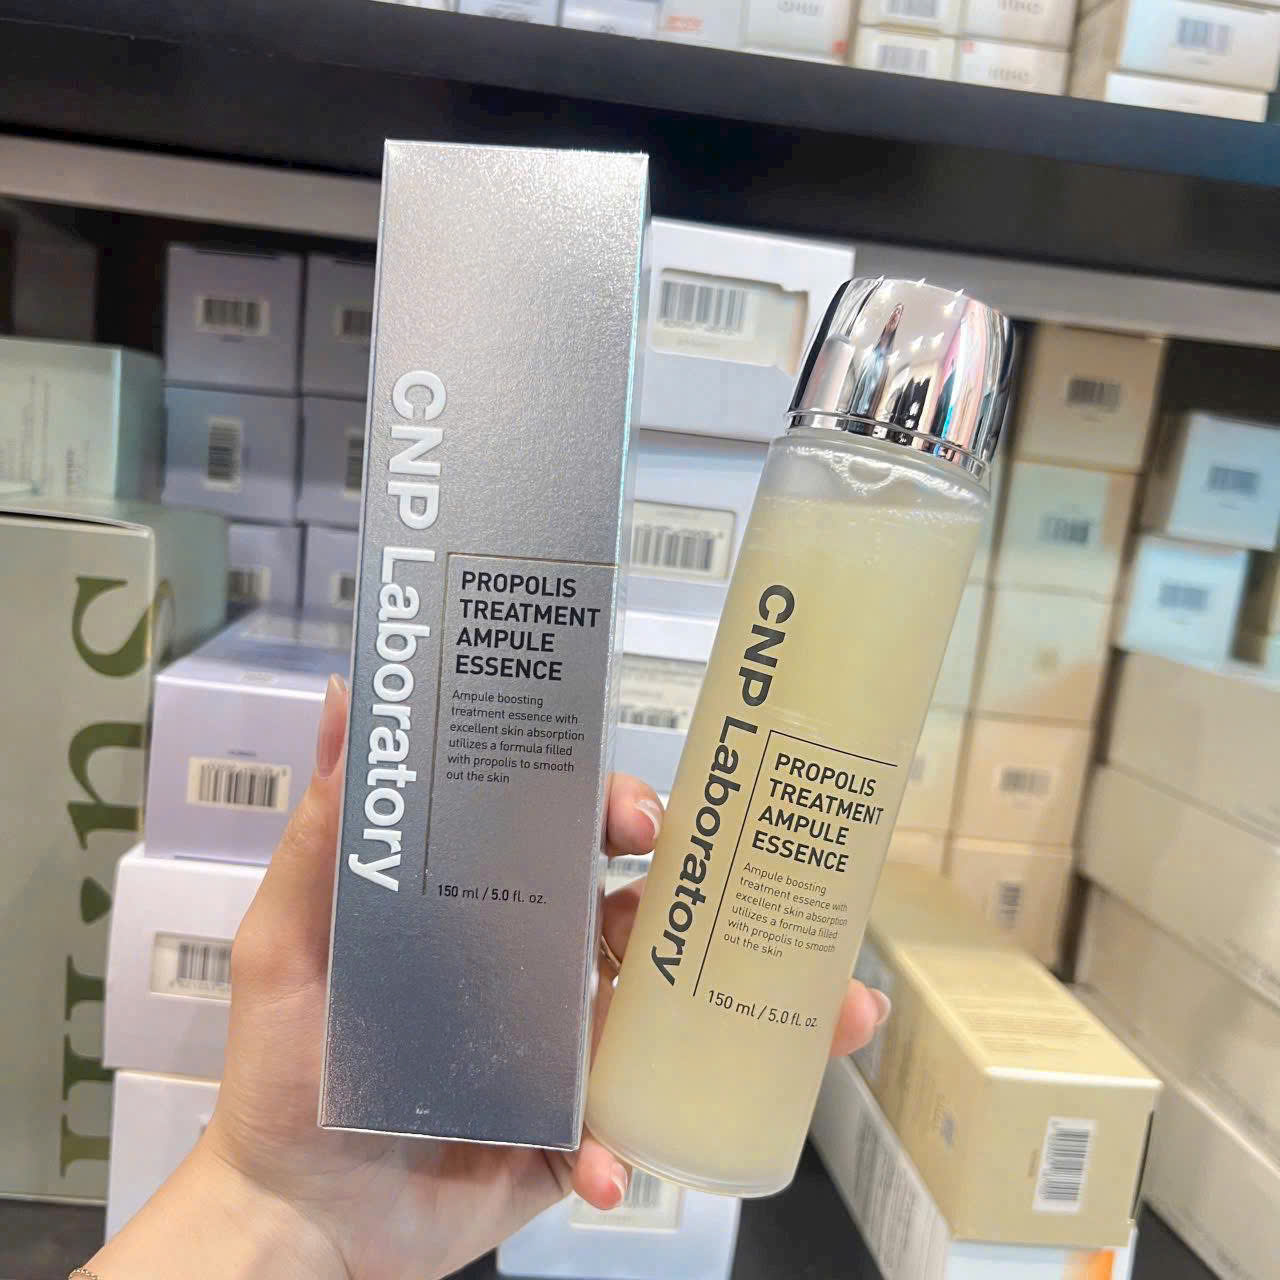 CNP Laboratory
PROPOLIS
TREATMENT
AMPULE
ESSENCE
Ampule boosting
treatment essence with
excellent skin absorption
utilizes a formula filled
with propolis to smooth
out the skin
150 ml / 5.0 fl. oz.
CNP Laboratory
PROPOLIS
TREATMENT
AMPULE
ESSENCE
Ampule boosting
treatment essence with
excellent skin absorption
utilizes a formula filled
with propolis to smooth
out the skin
150 ml / 5.0 fl. oz.